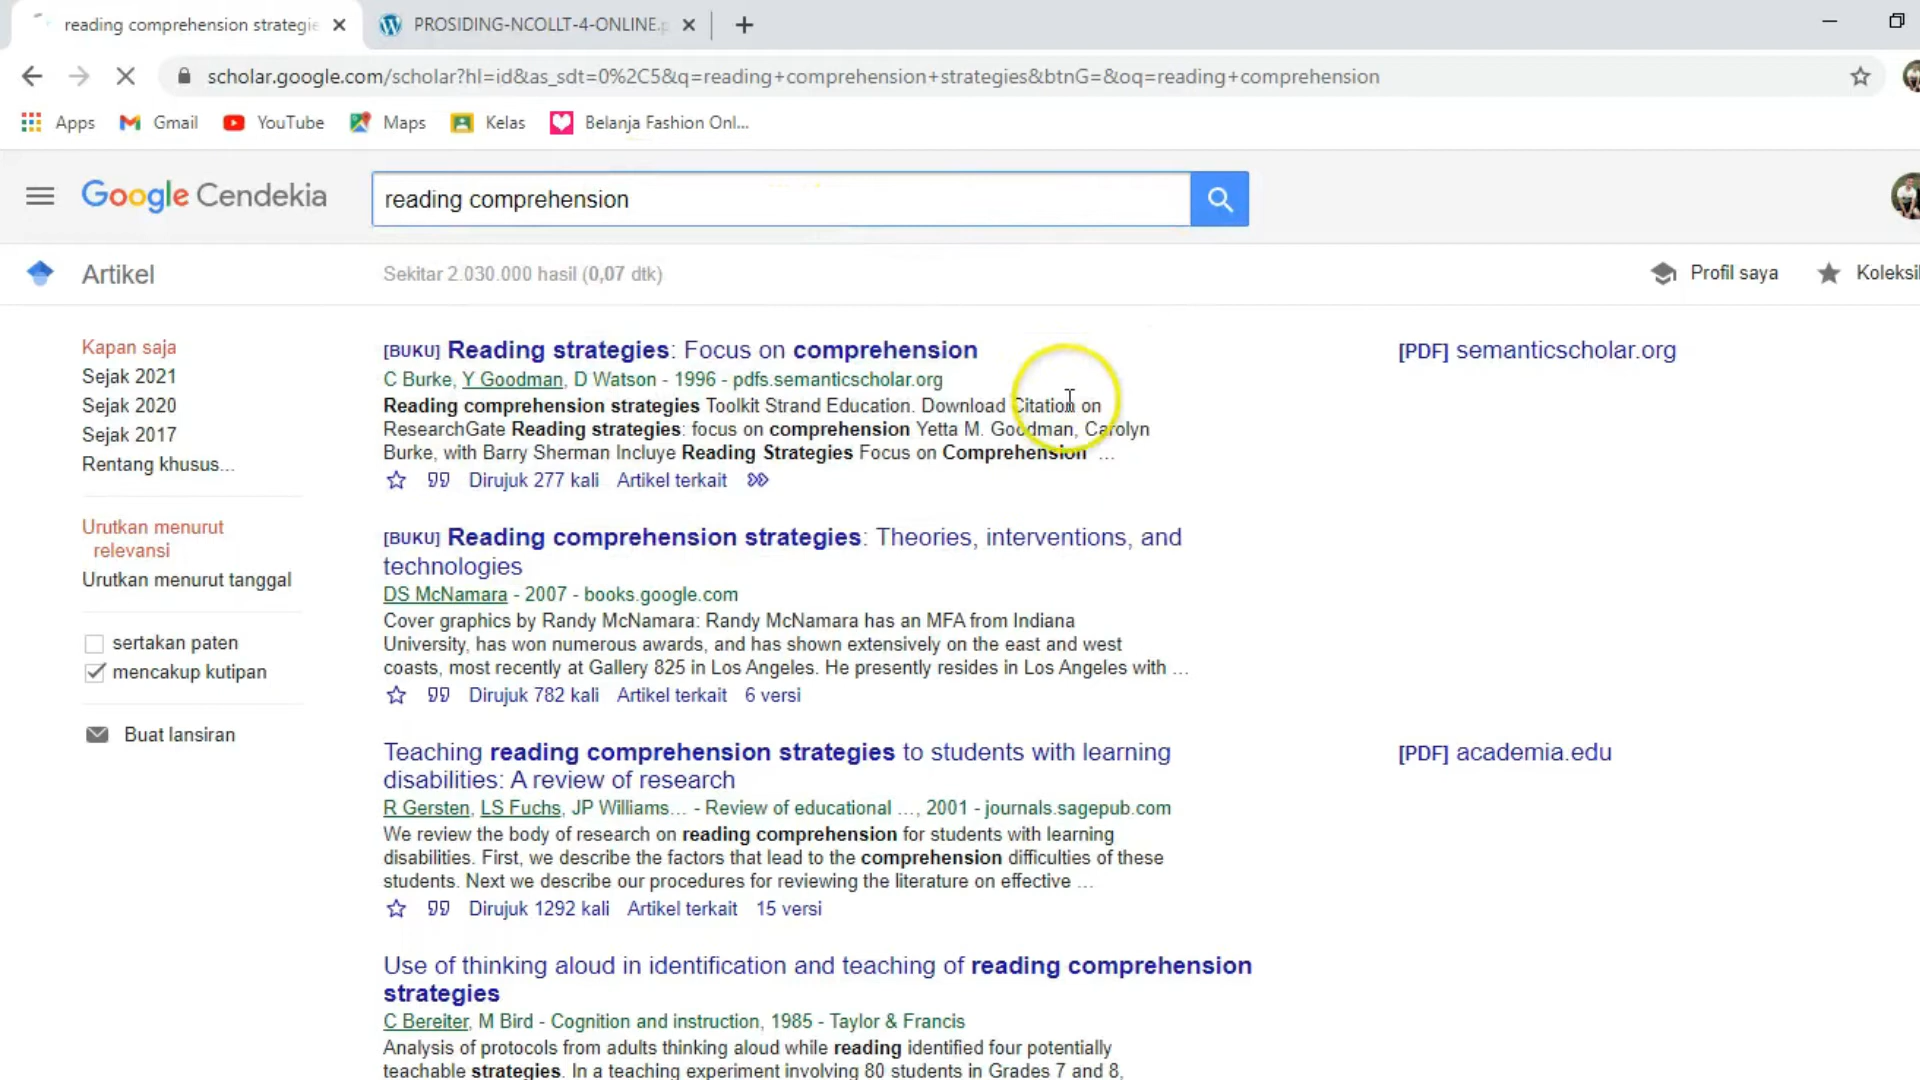 reading comprehension strategie
PROSIDING-NCOLLT-4-ONLINE.p
scholar.google.com/scholar?hl=id&as_sdt=0%2C5&q=reading+comprehension+strategies&btnG=&oq=reading+comprehension
Apps Gmail YouTube Maps Kelas Belanja Fashion Onl...
Google Cendekia
reading comprehension
Artikel
Sekitar 2.030.000 hasil (0,07 dtk)
Profil saya
Koleksi
Kapan saja
Sejak 2021
Sejak 2020
Sejak 2017
Rentang khusus...
Urutkan menurut
relevansi
Urutkan menurut tanggal
sertakan paten
mencakup kutipan
Buat lansiran
[BUKU] Reading strategies: Focus on comprehension
C Burke, Y Goodman, D Watson - 1996 - pdfs.semanticscholar.org
Reading comprehension strategies Toolkit Strand Education. Download Citation on
ResearchGate Reading strategies: focus on comprehension Yetta M. Goodman, Carolyn
Burke, with Barry Sherman Incluye Reading Strategies Focus on Comprehension …
Dirujuk 277 kali Artikel terkait
[PDF] semanticscholar.org
[BUKU] Reading comprehension strategies: Theories, interventions, and
technologies
DS McNamara - 2007 - books.google.com
Cover graphics by Randy McNamara: Randy McNamara has an MFA from Indiana
University, has won numerous awards, and has shown extensively on the east and west
coasts, most recently at Gallery 825 in Los Angeles. He presently resides in Los Angeles with …
Dirujuk 782 kali Artikel terkait 6 versi
Teaching reading comprehension strategies to students with learning
disabilities: A review of research
R Gersten, LS Fuchs, JP Williams… - Review of educational …, 2001 - journals.sagepub.com
We review the body of research on reading comprehension for students with learning
disabilities. First, we describe the factors that lead to the comprehension difficulties of these
students. Next we describe our procedures for reviewing the literature on effective …
Dirujuk 1292 kali Artikel terkait 15 versi
[PDF] academia.edu
Use of thinking aloud in identification and teaching of reading comprehension
strategies
C Bereiter, M Bird - Cognition and instruction, 1985 - Taylor & Francis
Analysis of protocols from adults thinking aloud while reading identified four potentially
teachable strategies. In a teaching experiment involving 80 students in Grades 7 and 8,